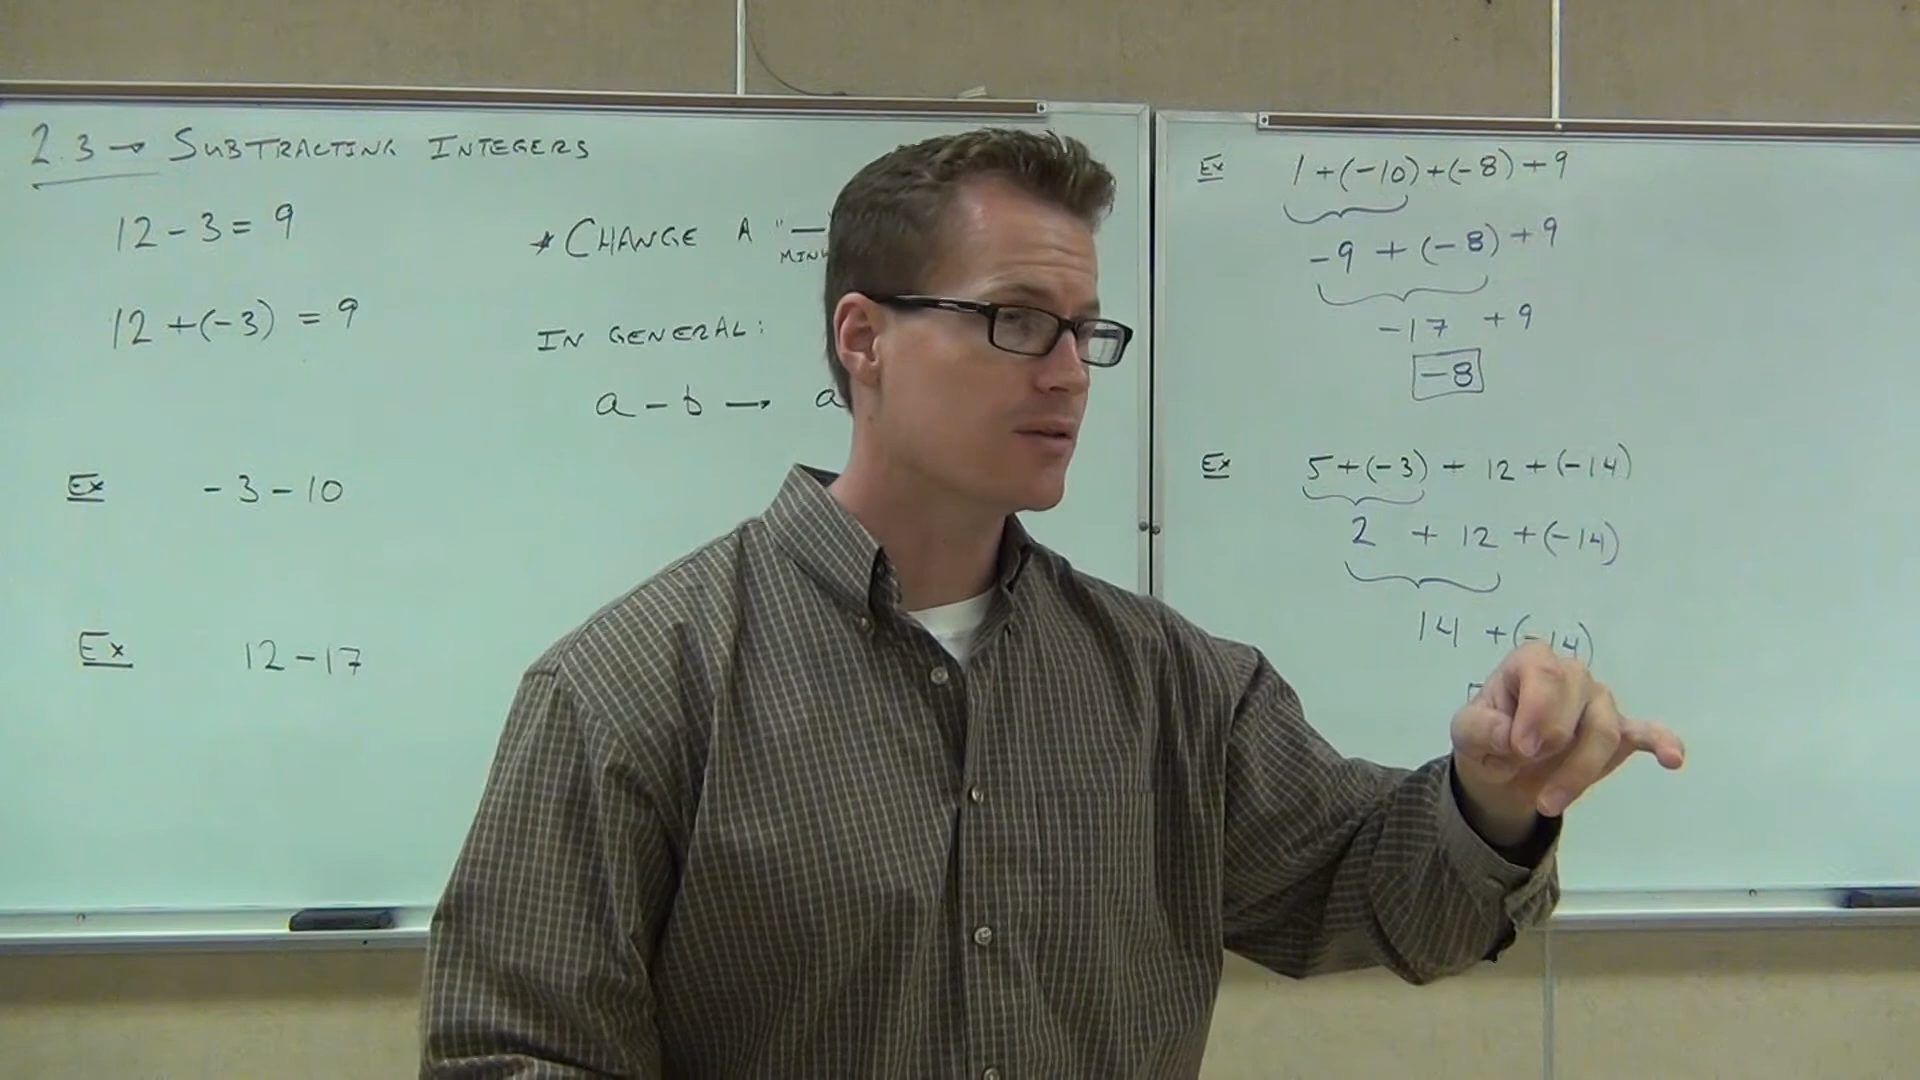 2.3 → SUBTRACTING INTEGERS
12 - 3 = 9
12 + (-3) = 9
* CHANGE A "—"
IN GENERAL:
a - b → a
Ex -3 - 10
Ex 12 - 17
Ex 1 + (-10) + (-8) + 9
-9 + (-8) + 9
-17 + 9
-8
Ex 5 + (-3) + 12 + (-14)
2 + 12 + (-14)
14 + (-14)